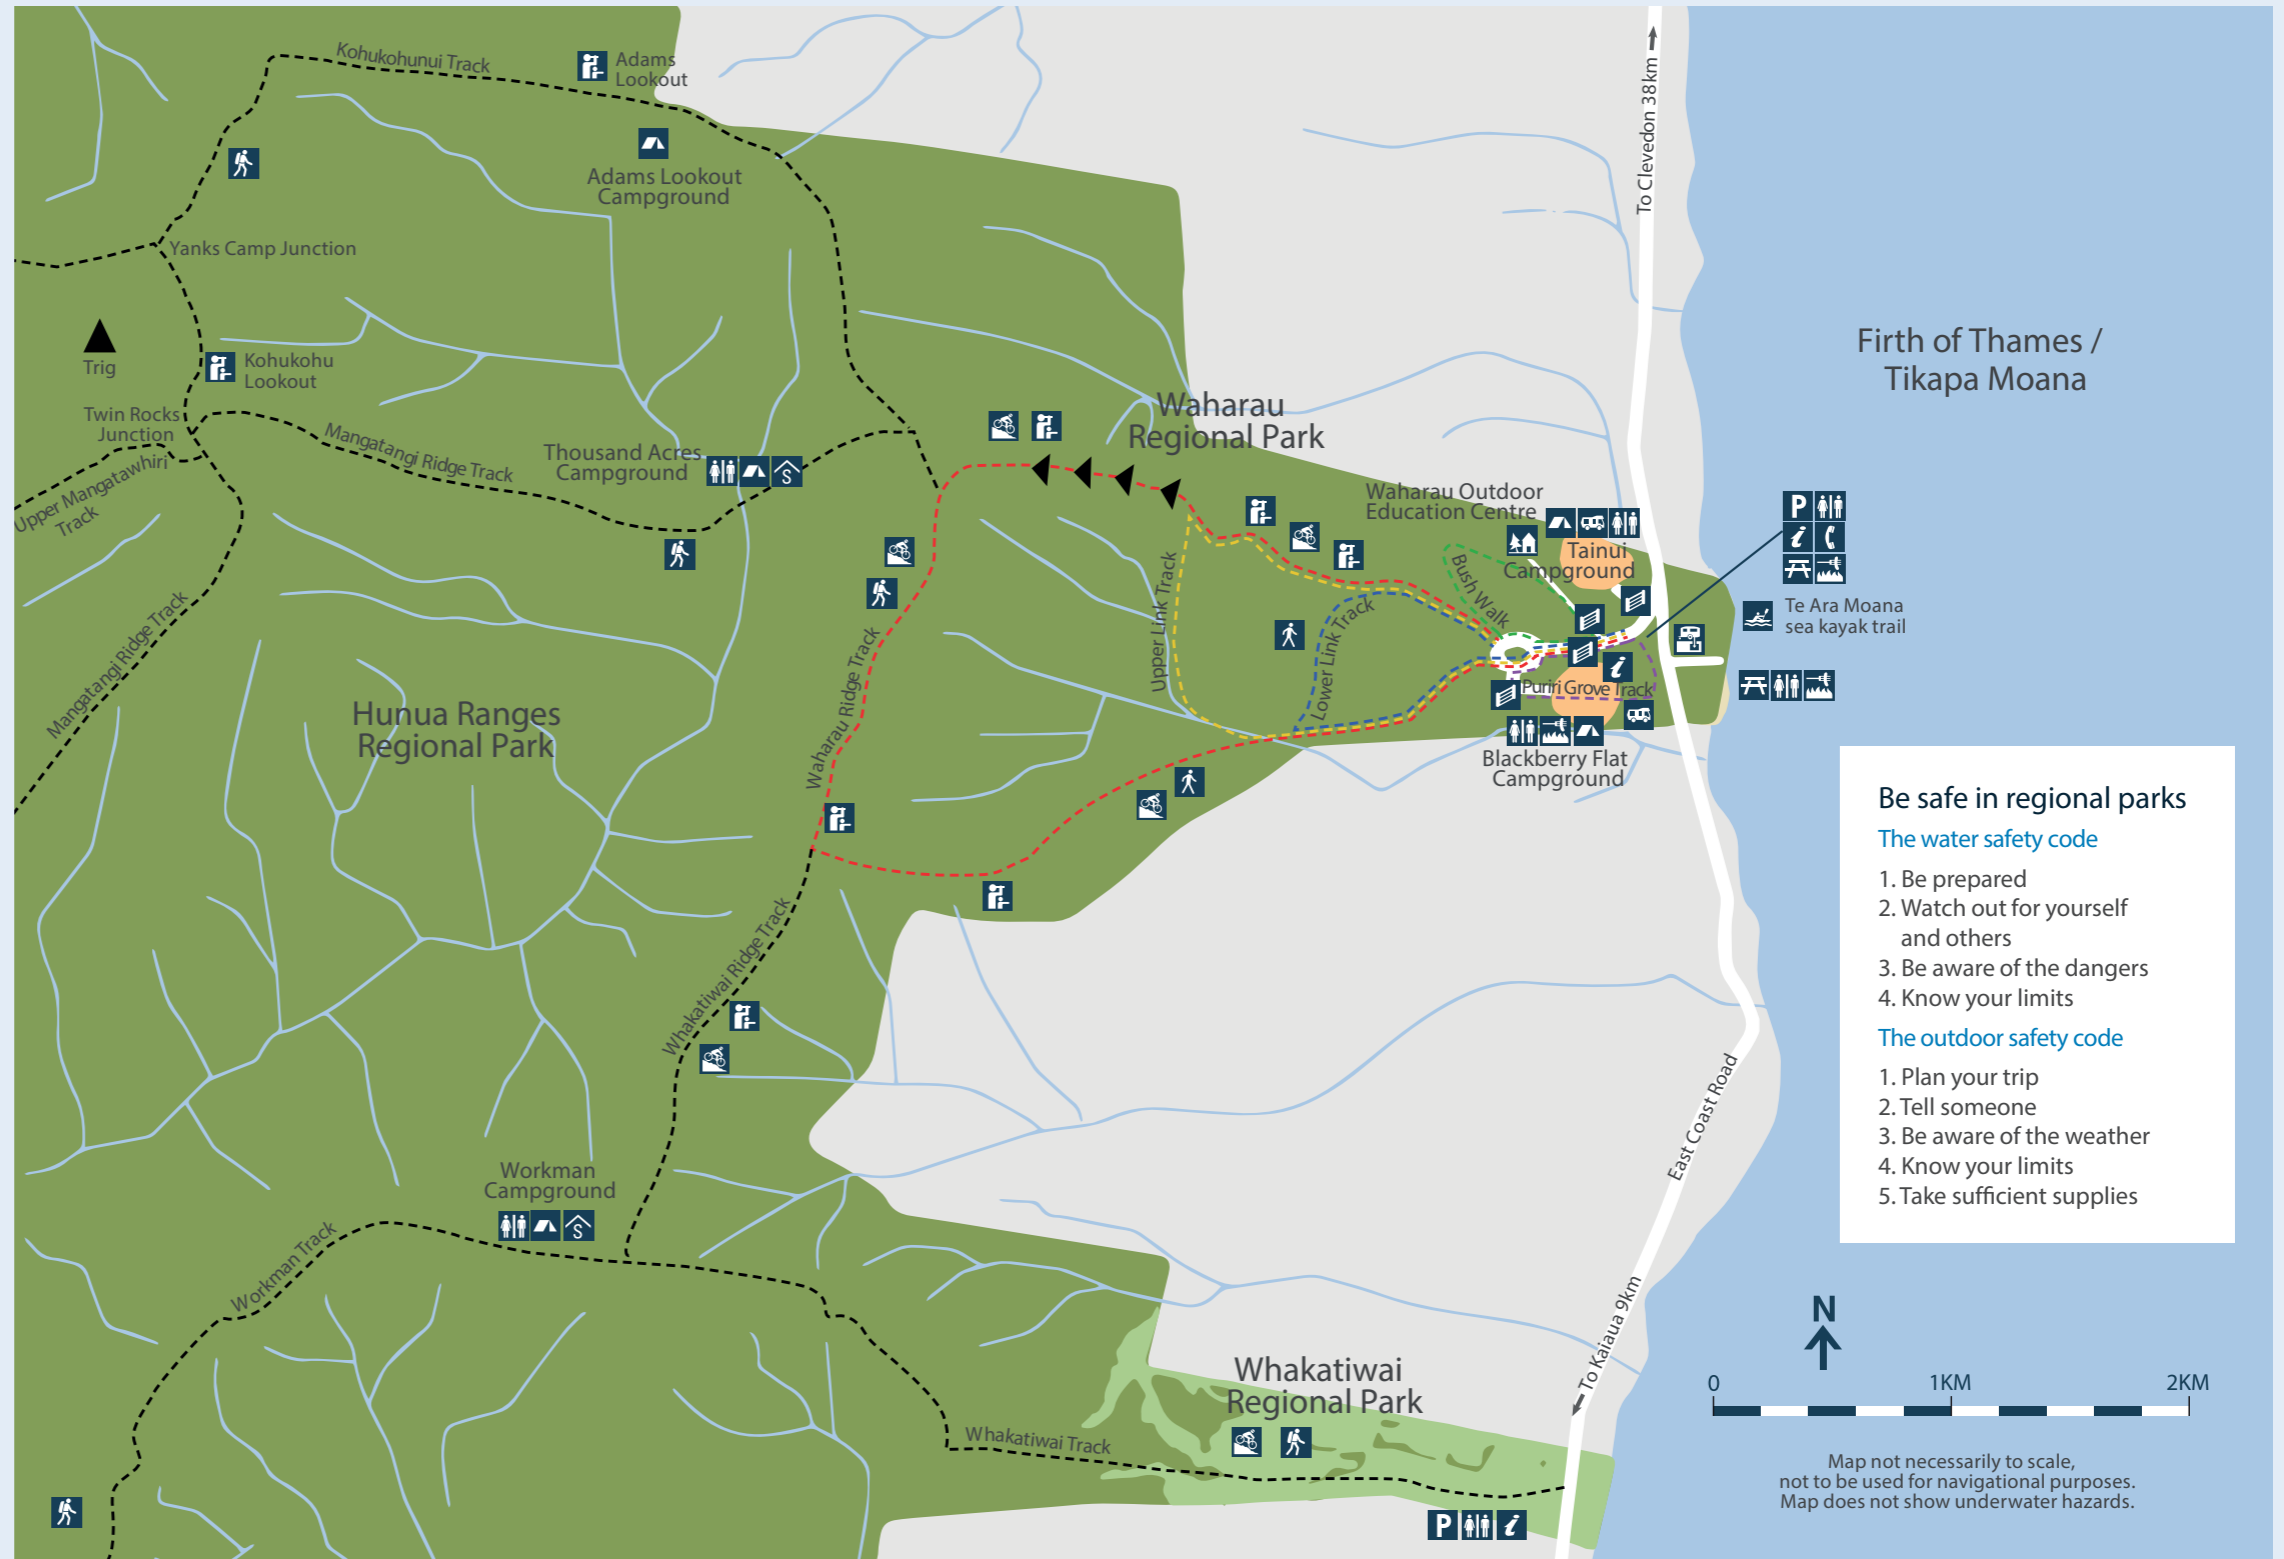 Kohukohunui Track
Adams
Lookout
Adams Lookout
Campground
Yanks Camp Junction
Trig
Kohukohu
Lookout
Twin Rocks
Junction
Upper Mangatawhiri
Track
Mangatangi Ridge Track
Thousand Acres
Campground
S
Mangatangi Ridge Track
Hunua Ranges
Regional Park
Waharau
Regional Park
Waharau Ridge Track
Upper Link Track
Lower Link Track
Bush Walk
Waharau Outdoor
Education Centre
Tainui
Campground
i
Puriri Grove Track
Blackberry Flat
Campground
To Clevedon 38km
Firth of Thames /
Tikapa Moana
P
i
Te Ara Moana
sea kayak trail
Whakatiwai Ridge Track
Workman
Campground
S
Workman Track
Whakatiwai Track
Whakatiwai
Regional Park
P
i
East Coast Road
To Kaiaua 9km
Be safe in regional parks
The water safety code
1. Be prepared
2. Watch out for yourself
and others
3. Be aware of the dangers
4. Know your limits
The outdoor safety code
1. Plan your trip
2. Tell someone
3. Be aware of the weather
4. Know your limits
5. Take sufficient supplies
N
0 1KM 2KM
Map not necessarily to scale,
not to be used for navigational purposes.
Map does not show underwater hazards.